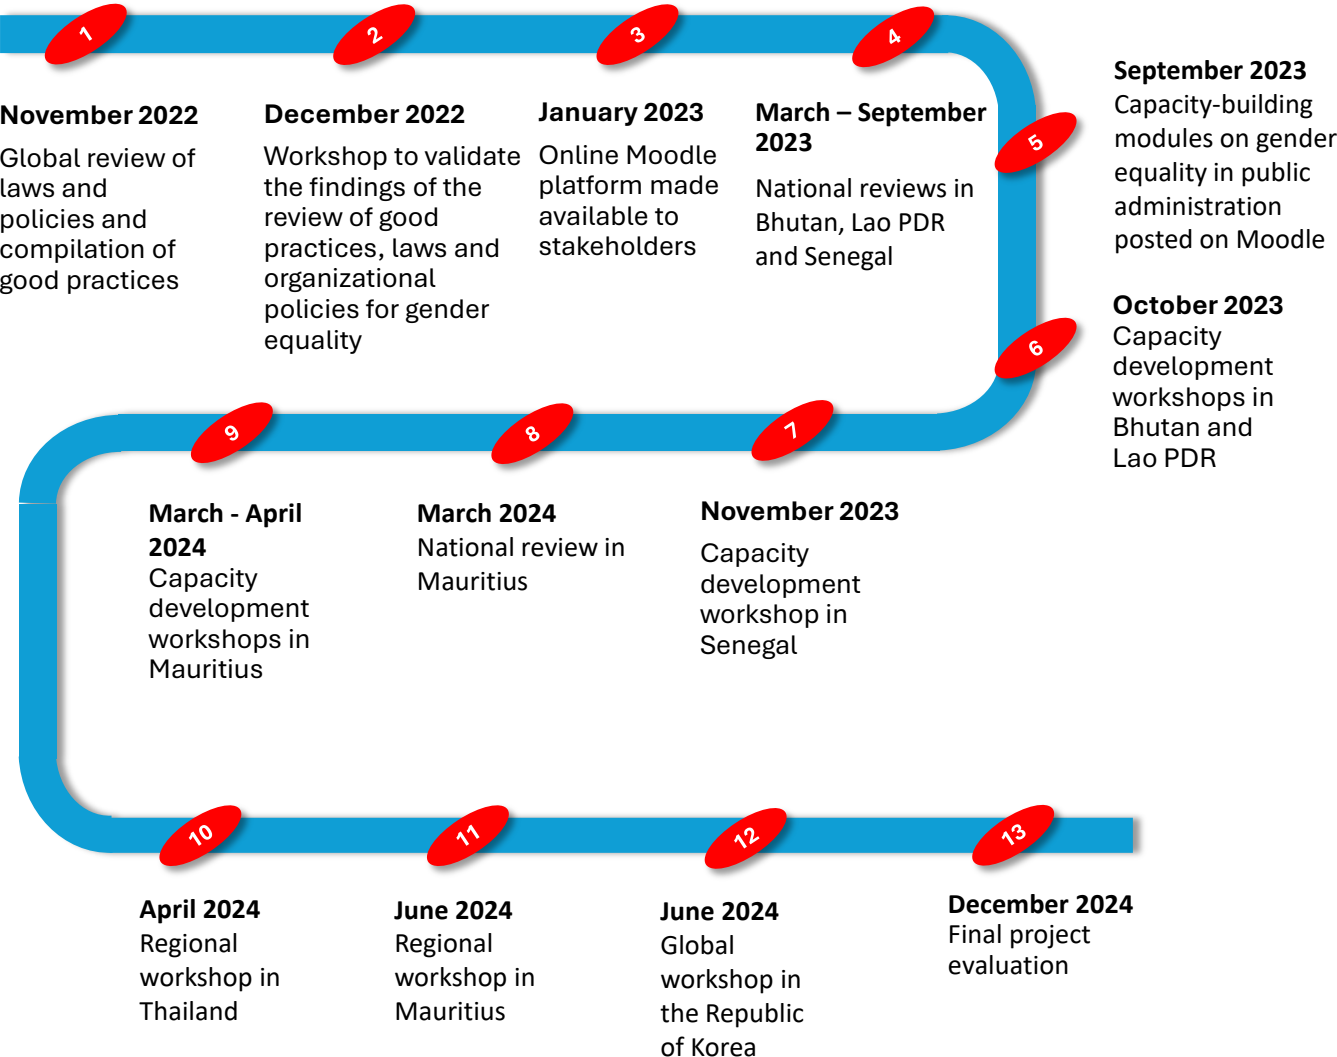 1
November 2022
Global review of
laws and
policies and
compilation of
good practices
2
December 2022
Workshop to validate
the findings of the
review of good
practices, laws and
organizational
policies for gender
equality
3
January 2023
Online Moodle
platform made
available to
stakeholders
4
March – September
2023
National reviews in
Bhutan, Lao PDR
and Senegal
5
September 2023
Capacity-building
modules on gender
equality in public
administration
posted on Moodle
6
October 2023
Capacity
development
workshops in
Bhutan and
Lao PDR
7
November 2023
Capacity
development
workshop in
Senegal
8
March 2024
National review in
Mauritius
9
March - April
2024
Capacity
development
workshops in
Mauritius
10
April 2024
Regional
workshop in
Thailand
11
June 2024
Regional
workshop in
Mauritius
12
June 2024
Global
workshop in
the Republic
of Korea
13
December 2024
Final project
evaluation